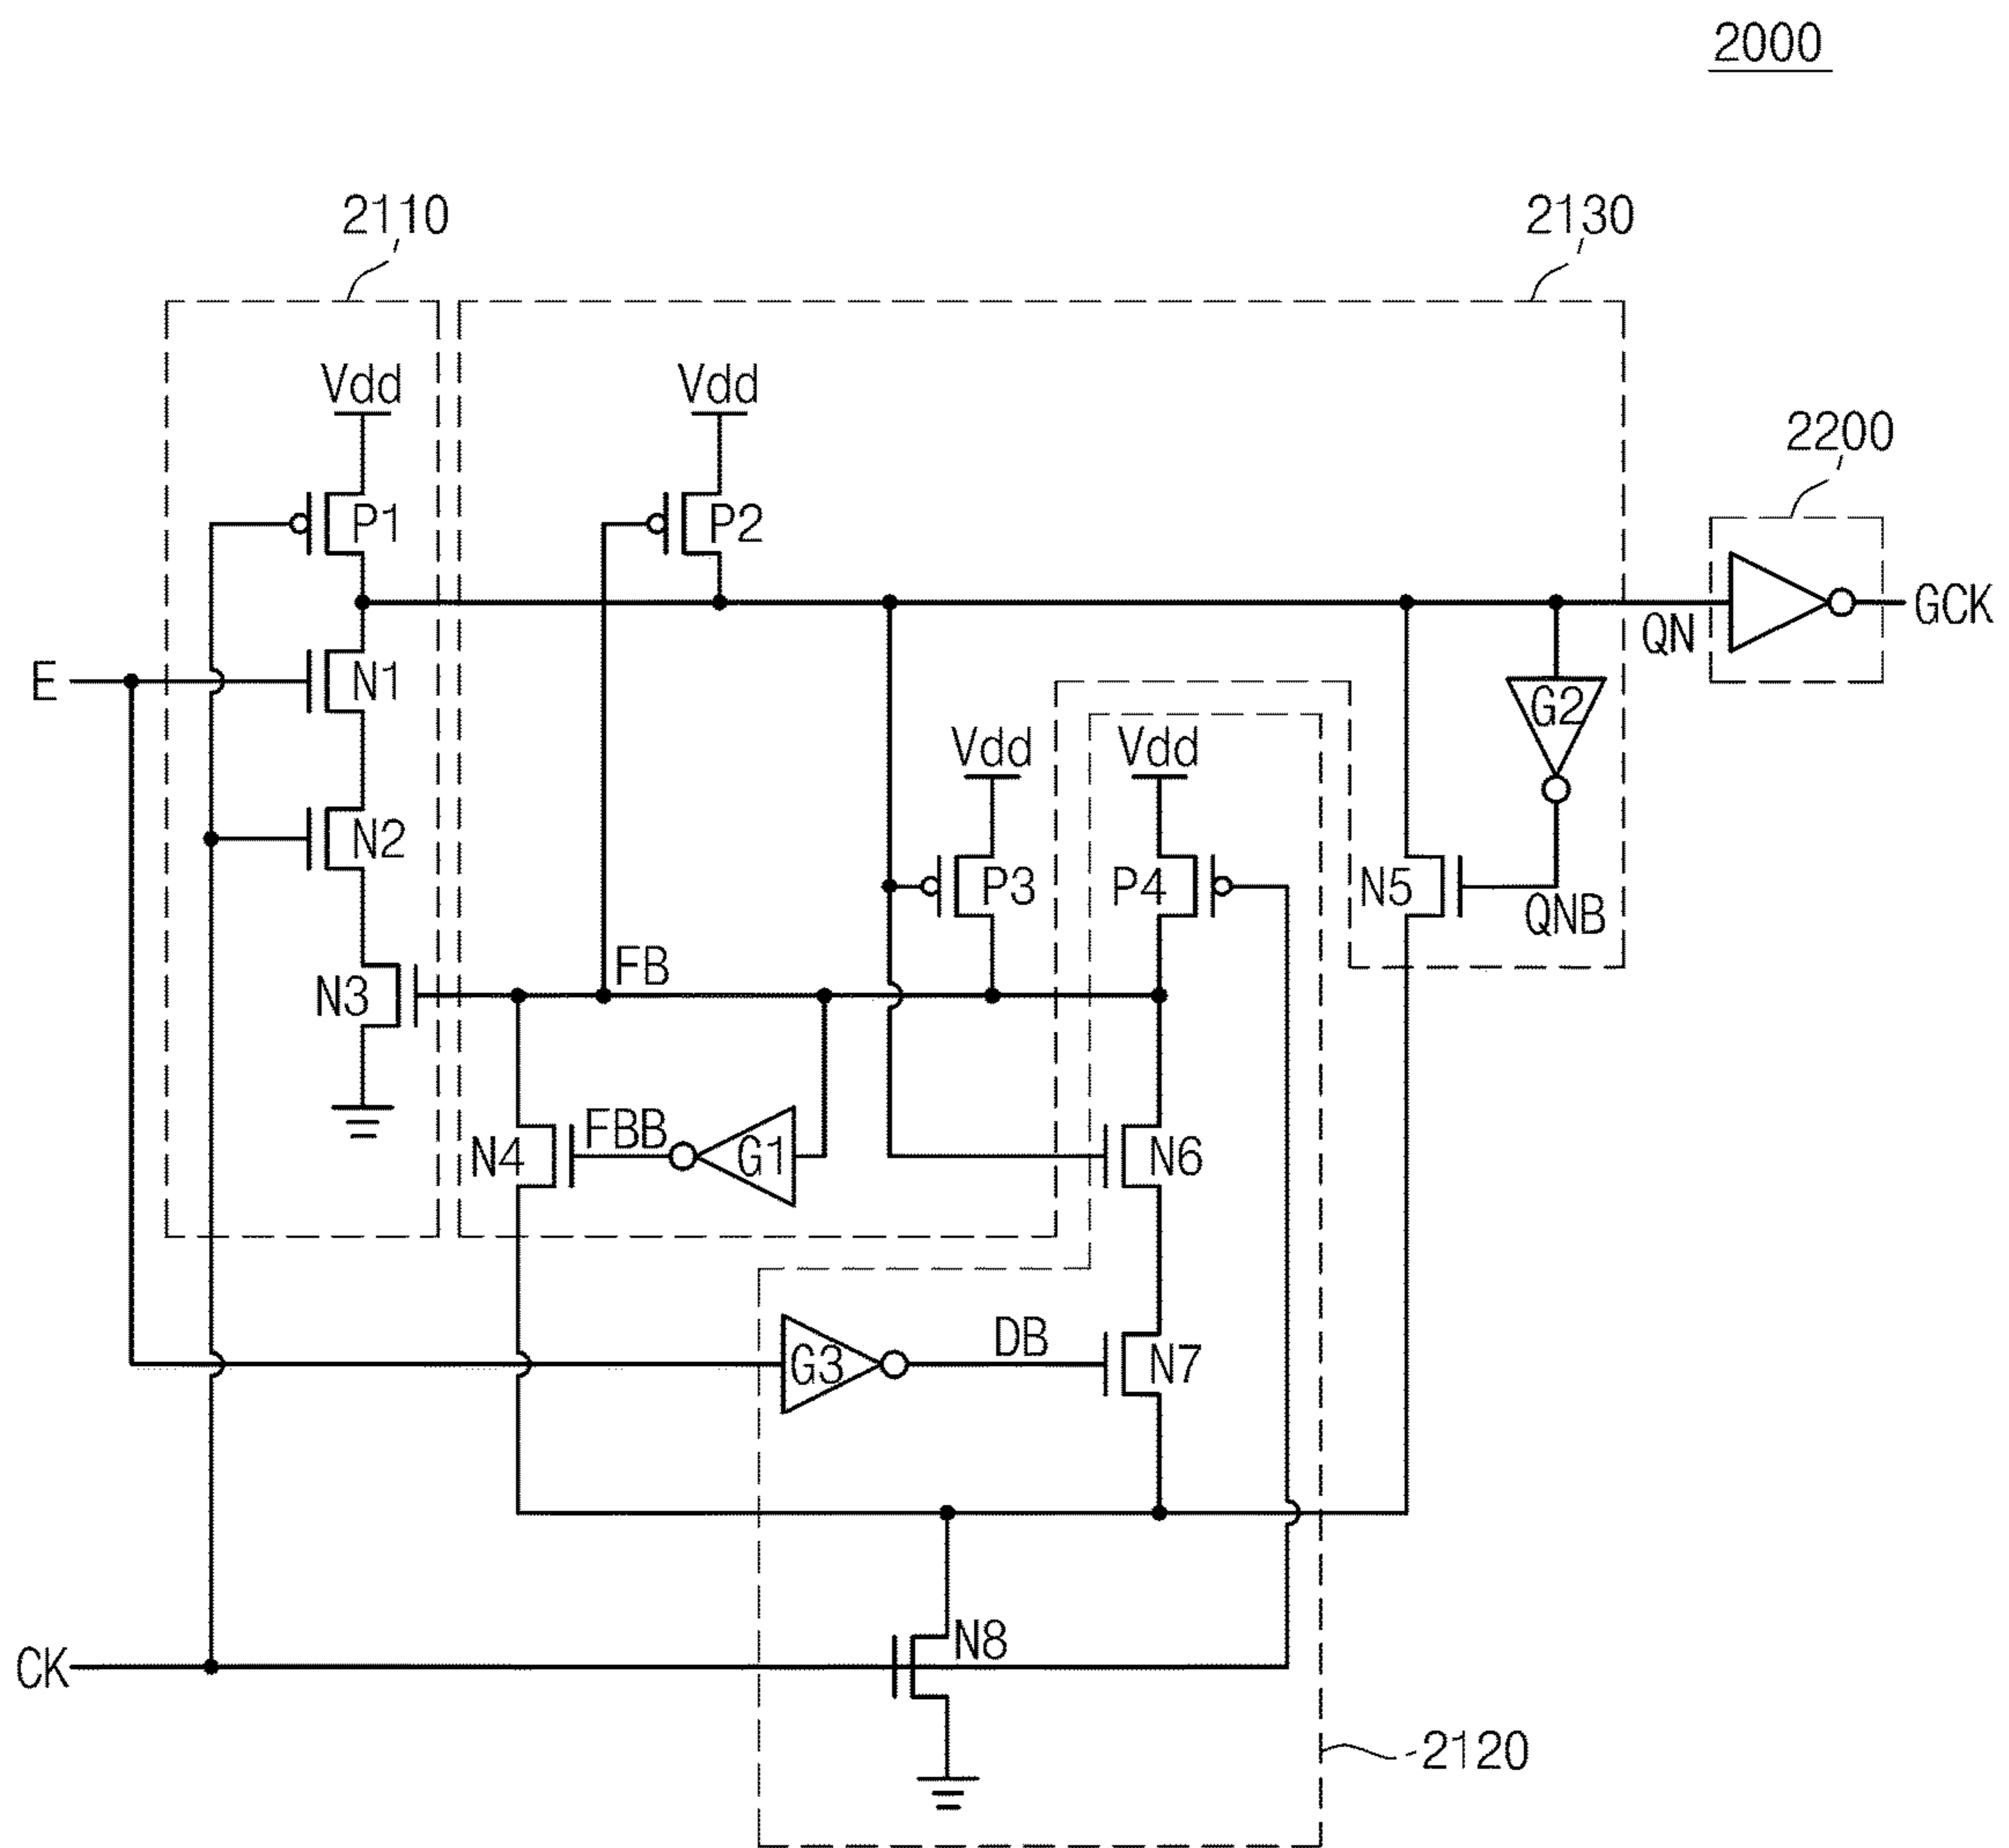 2000
2110
2130
2200
Vdd
Vdd
P1
P2
GCK
QN
E
N1
G2
Vdd
Vdd
N2
P3
P4
N5
QNB
FB
N3
FBB
N4
G1
N6
DB
G3
N7
N8
CK
2120